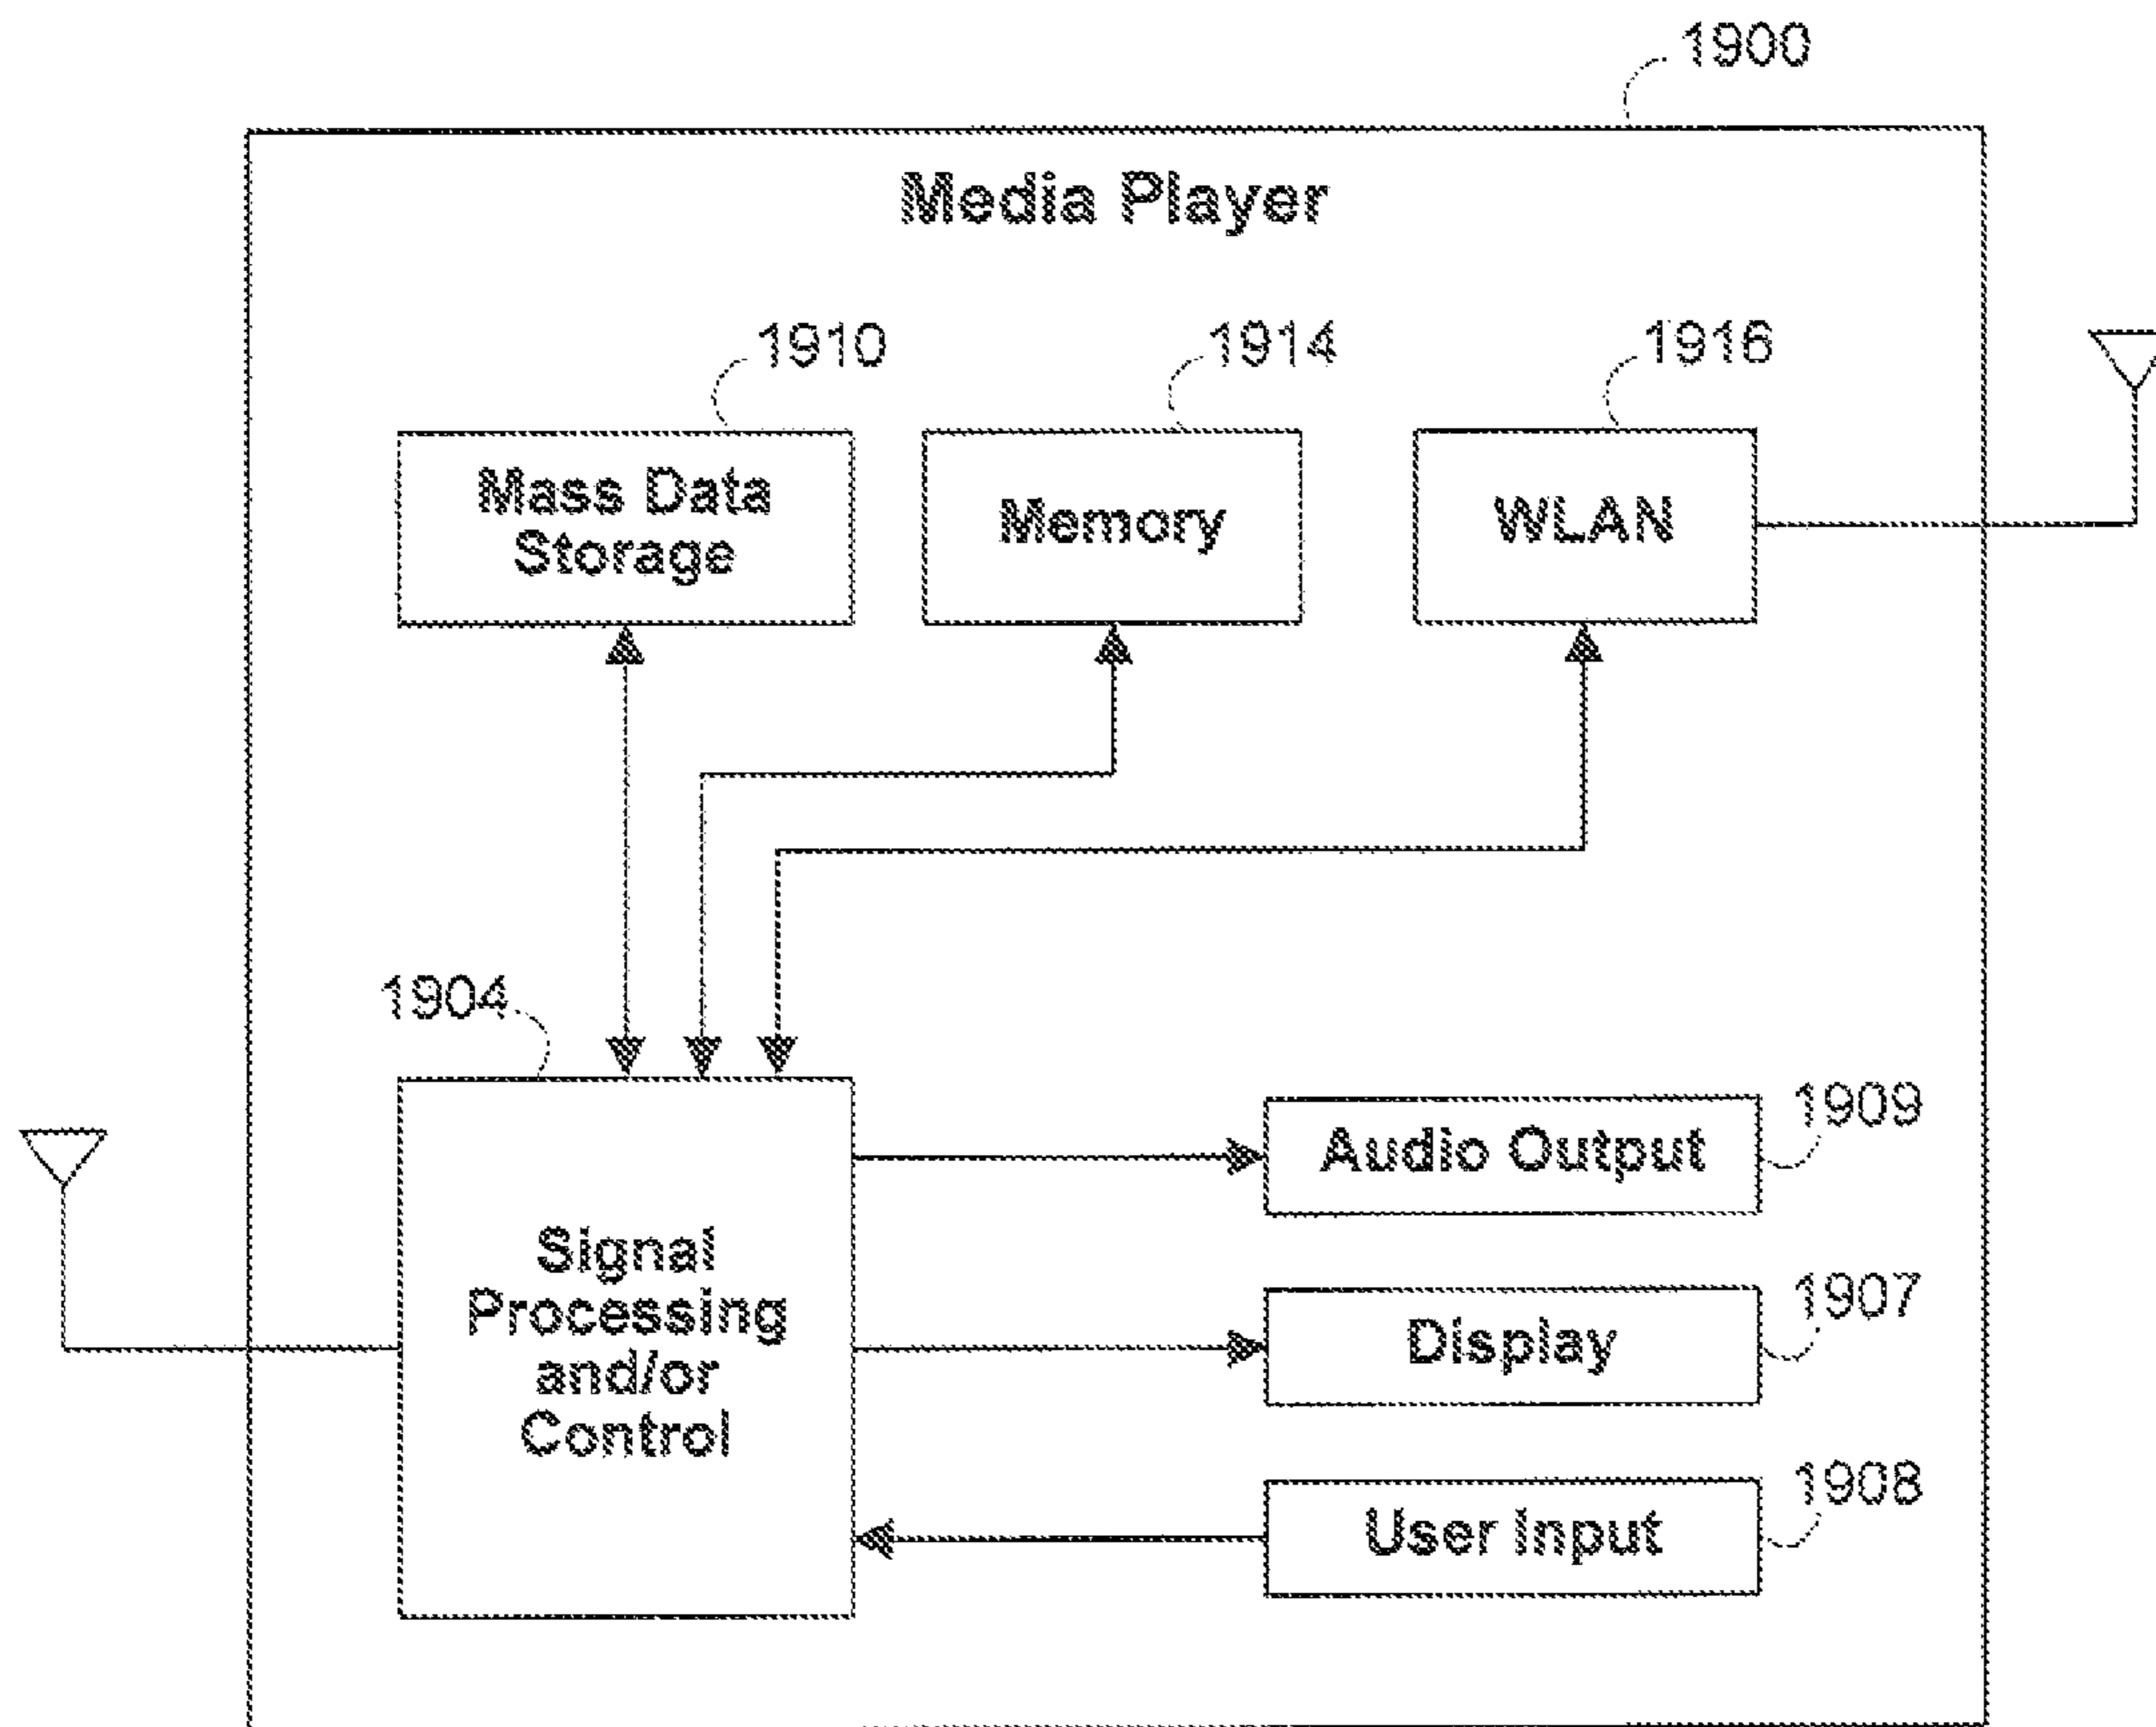 1900
Media Player
1910
1914
1916
Mass Data
Storage
Memory
WLAN
1904
Signal
Processing
and/or
Control
Audio Output
1909
Display
1907
User Input
1908